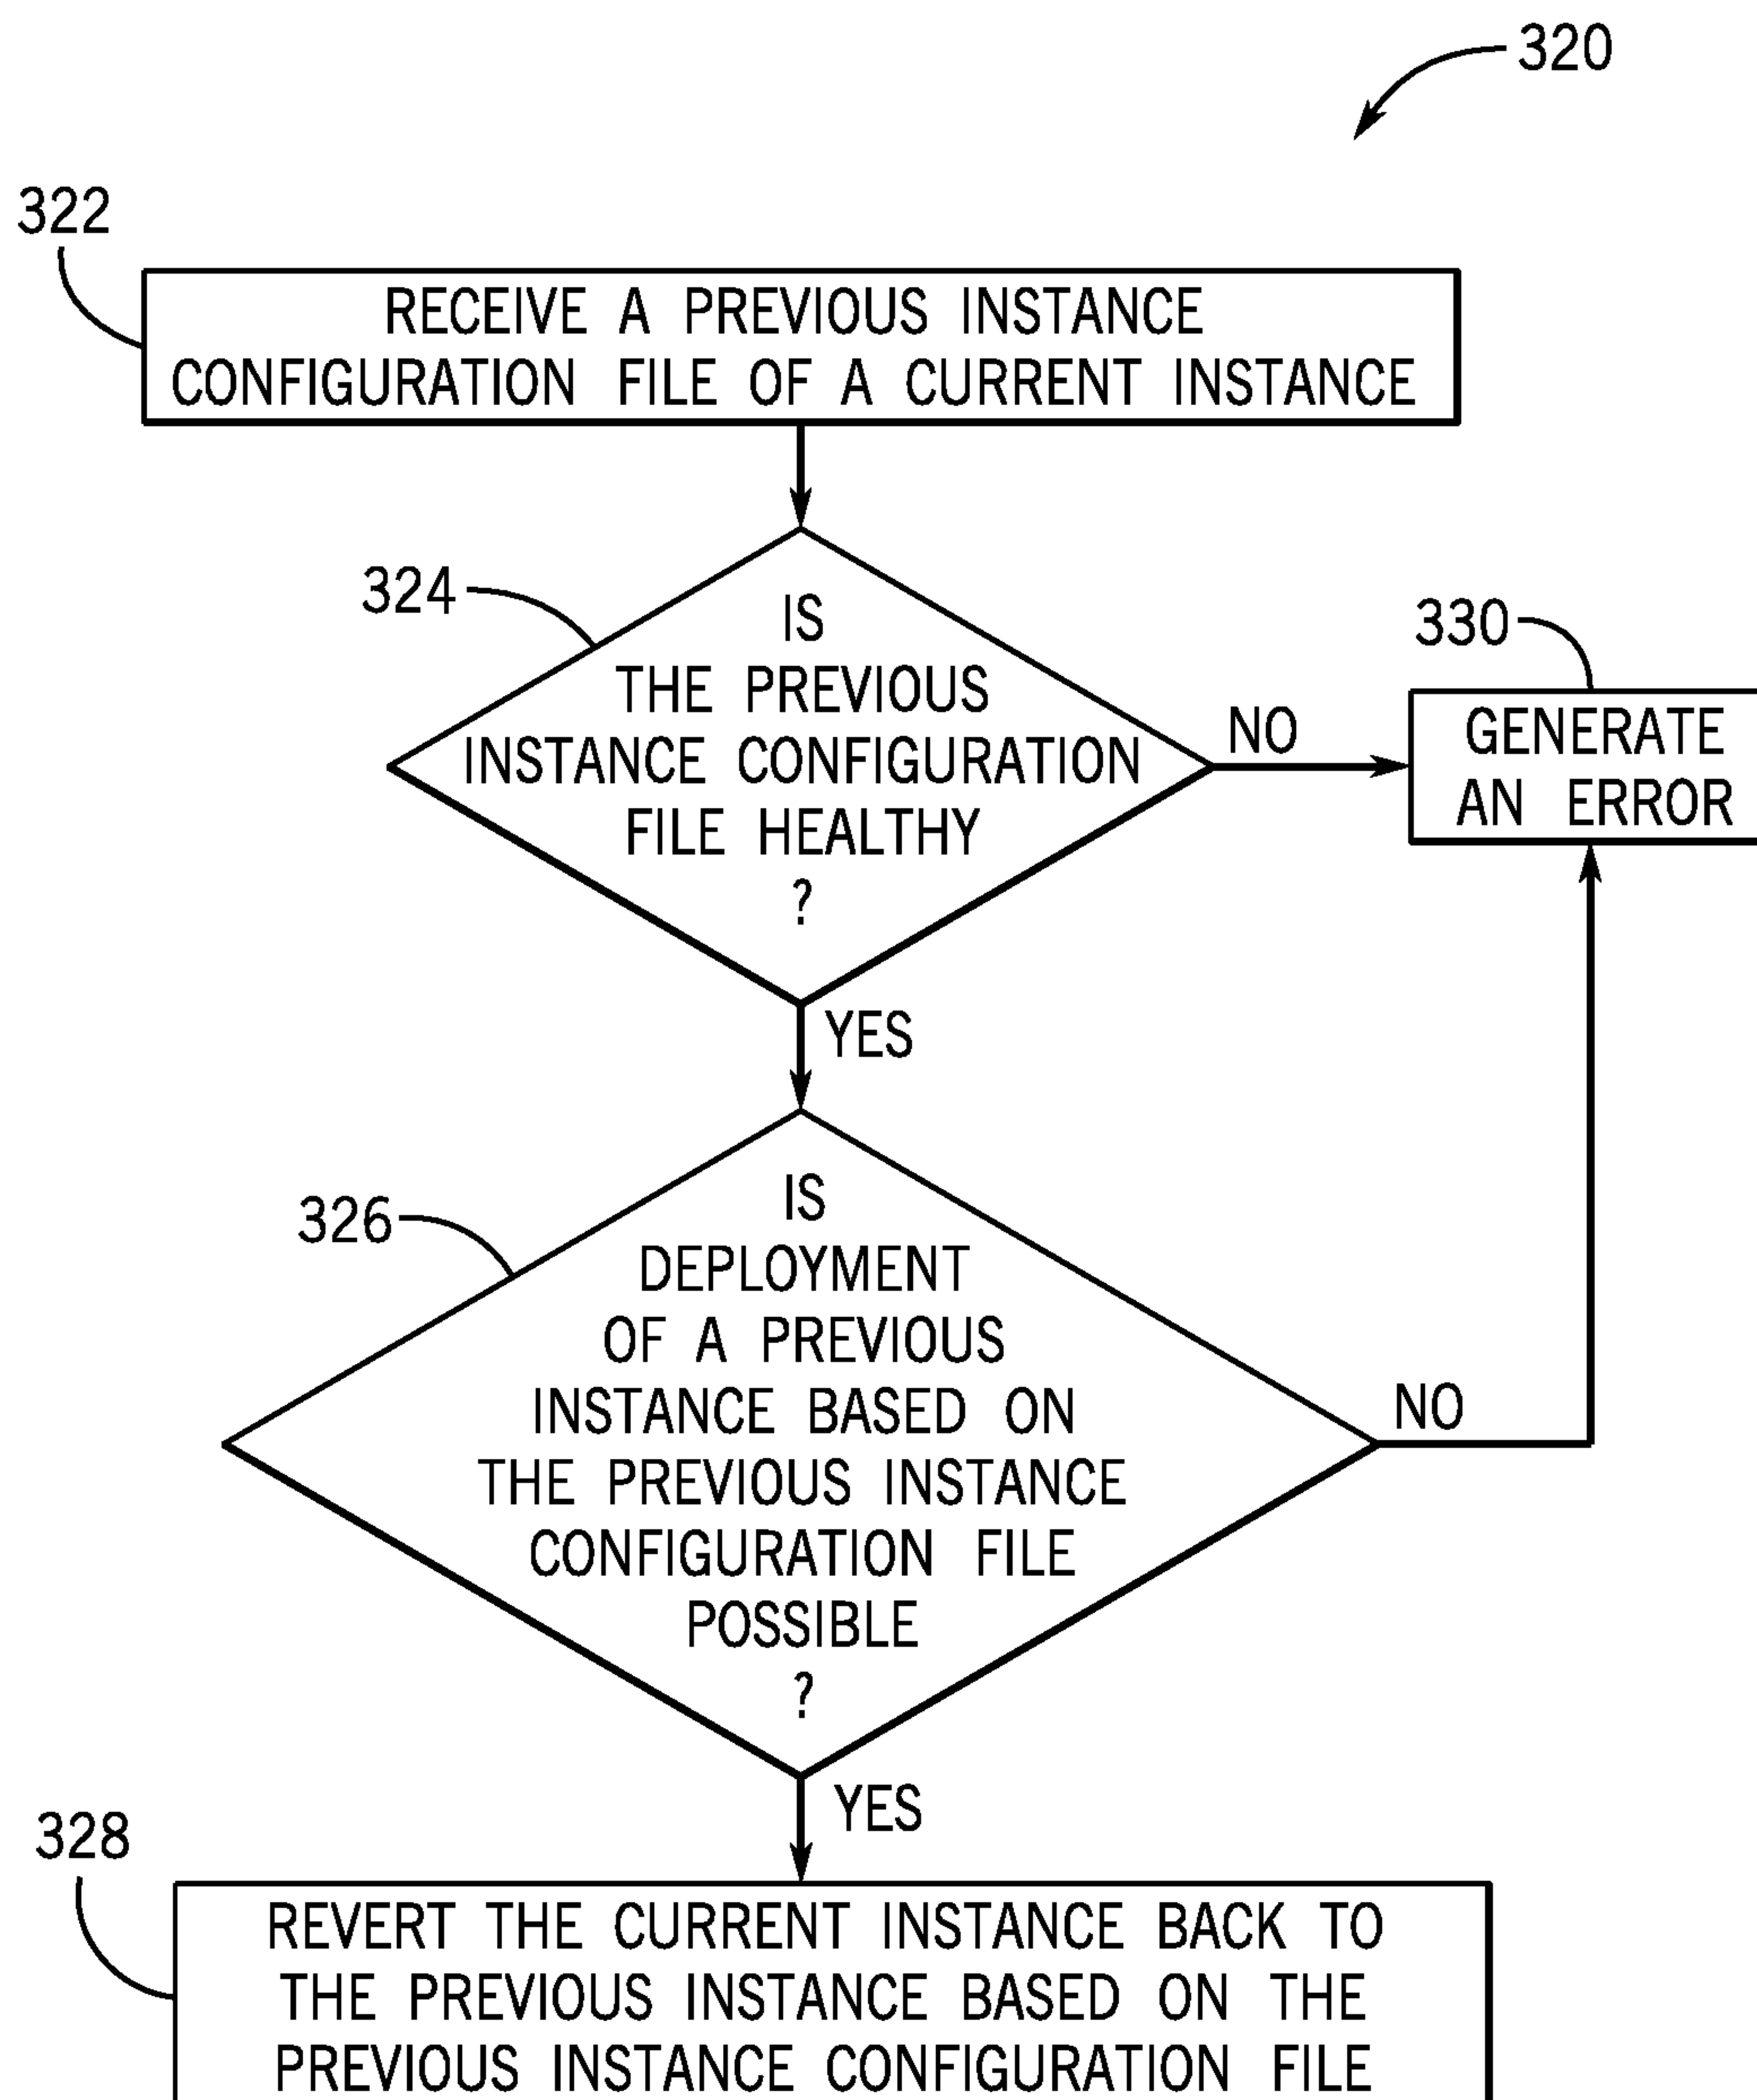 320
322
RECEIVE A PREVIOUS INSTANCE
CONFIGURATION FILE OF A CURRENT INSTANCE
324
IS
THE PREVIOUS
INSTANCE CONFIGURATION
FILE HEALTHY
?
NO
330
GENERATE
AN ERROR
YES
326
IS
DEPLOYMENT
OF A PREVIOUS
INSTANCE BASED ON
THE PREVIOUS INSTANCE
CONFIGURATION FILE
POSSIBLE
?
NO
YES
328
REVERT THE CURRENT INSTANCE BACK TO
THE PREVIOUS INSTANCE BASED ON THE
PREVIOUS INSTANCE CONFIGURATION FILE